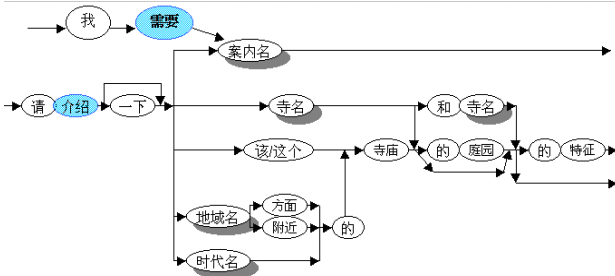 我 需要
案内名
请 介绍 一下 寺名 和 寺名
该/这个 寺庙 的 庭园 的 特征
地域名 方面
附近 的
时代名